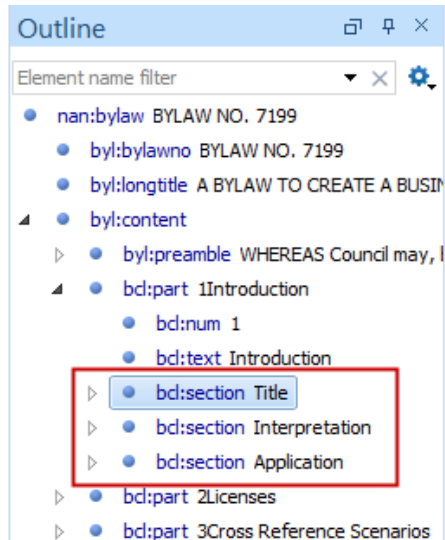 Outline
Element name filter
nan:bylaw BYLAW NO. 7199
byl:bylawno BYLAW NO. 7199
byl:longtitle A BYLAW TO CREATE A BUSIN
byl:content
byl:preamble WHEREAS Council may,
bcl:part 1Introduction
bcl:num 1
bcl:text Introduction
bcl:section Title
bcl:section Interpretation
bcl:section Application
bcl:part 2Licenses
bcl:part 3Cross Reference Scenarios